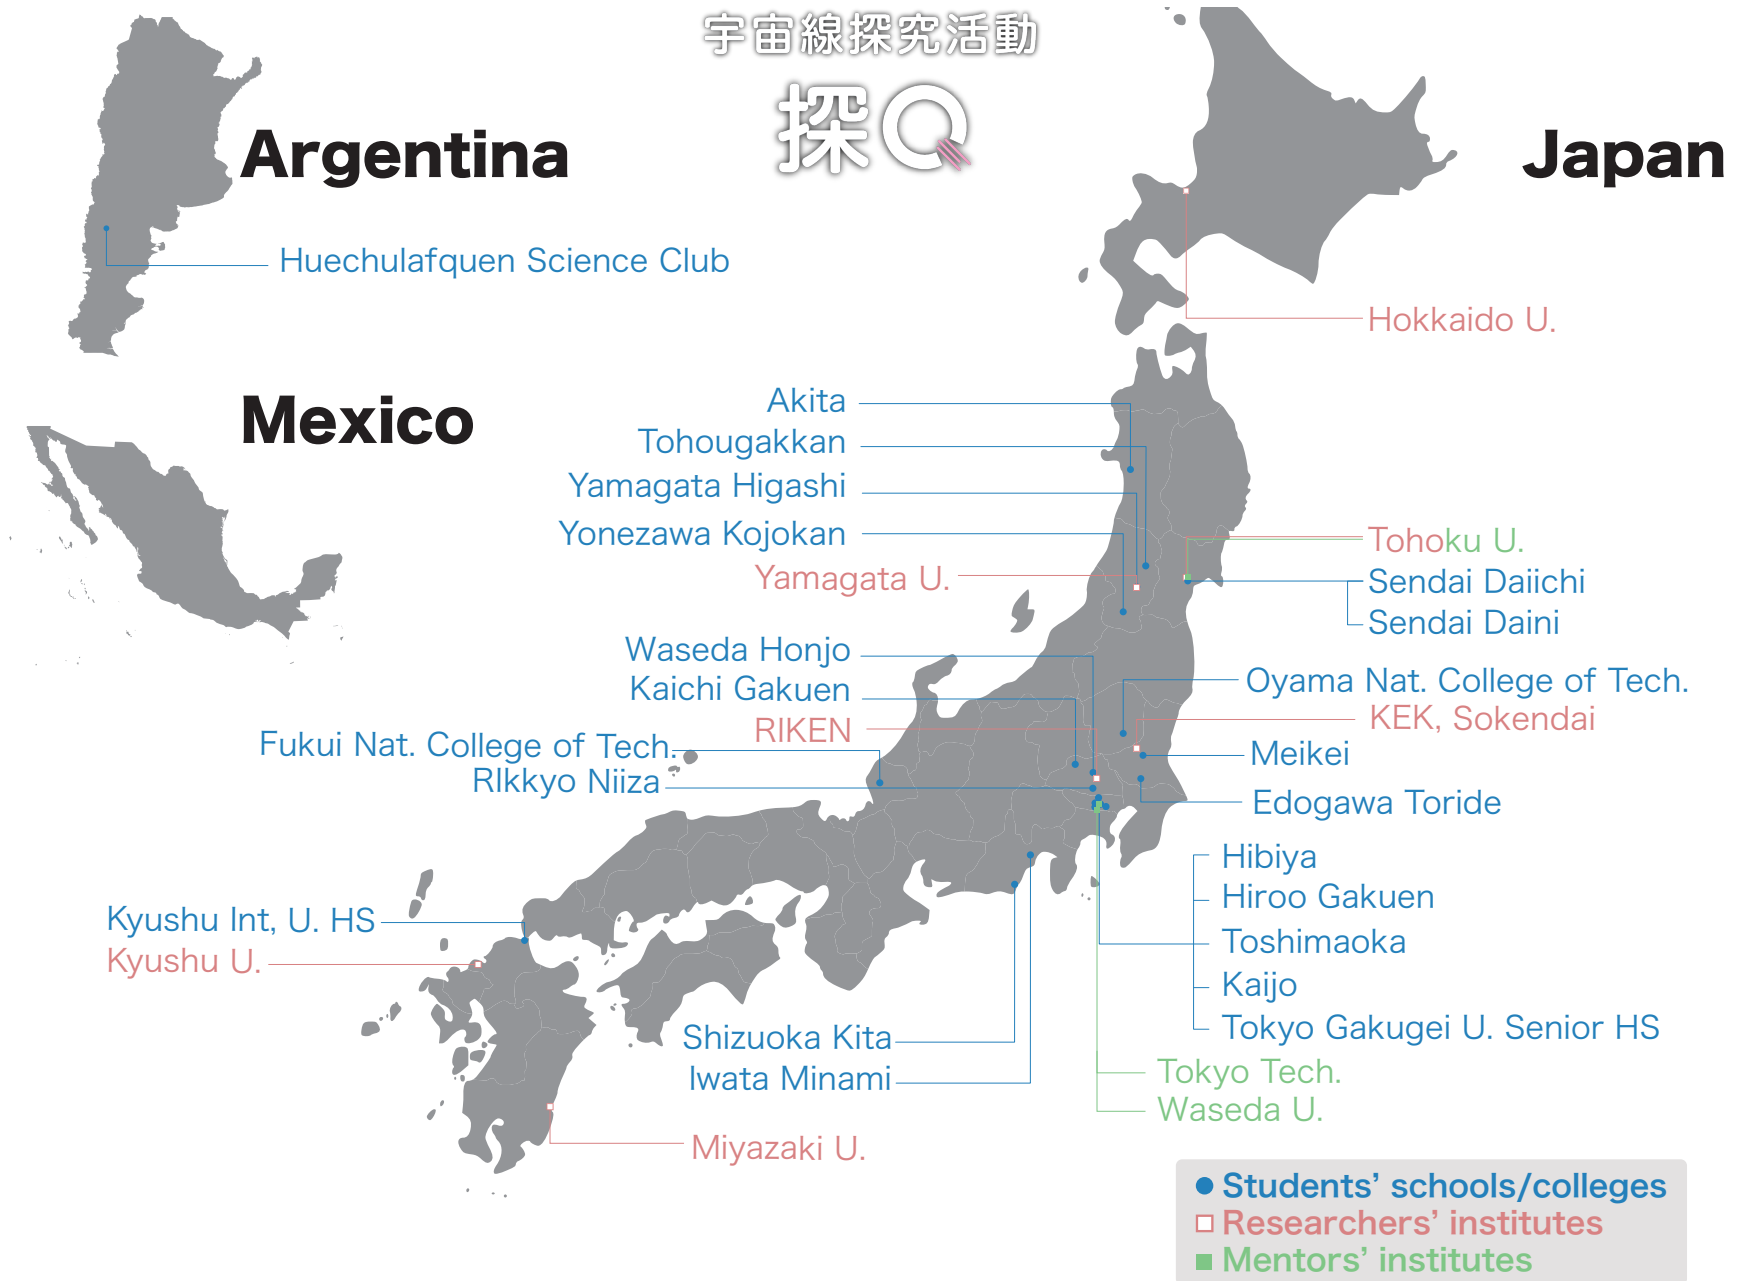 宇宙線探究活動
探Q
Argentina
Japan
Huechulafquen Science Club
Hokkaido U.
Mexico
Akita
Tohougakkan
Yamagata Higashi
Yonezawa Kojokan
Tohoku U.
Yamagata U.
Sendai Daiichi
Sendai Daini
Waseda Honjo
Kaichi Gakuen
Oyama Nat. College of Tech.
RIKEN
KEK, Sokendai
Fukui Nat. College of Tech.
Meikei
RIkkyo Niiza
Edogawa Toride
Hibiya
Hiroo Gakuen
Kyushu Int, U. HS
Toshimaoka
Kyushu U.
Kaijo
Tokyo Gakugei U. Senior HS
Shizuoka Kita
Iwata Minami
Tokyo Tech.
Waseda U.
Miyazaki U.
Students’ schools/colleges
Researchers’ institutes
Mentors’ institutes